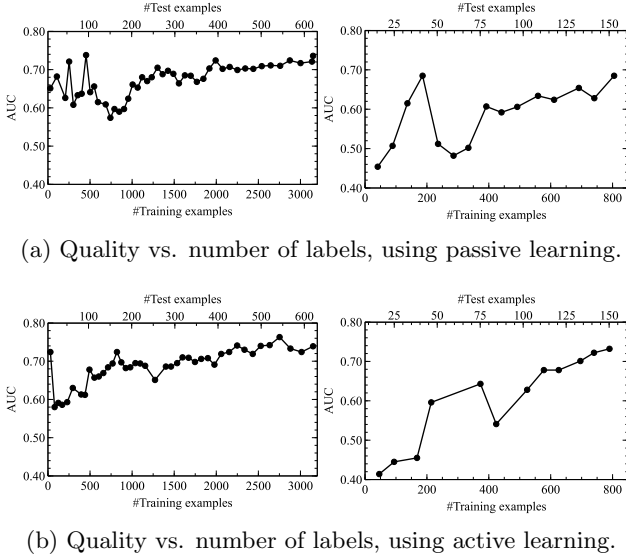 #Test examples
100 200 300 400 500 600
0.80
0.70
0.60
0.50
0.40
AUC
0 500 1000 1500 2000 2500 3000
#Training examples
#Test examples
25 50 75 100 125 150
0.80
0.70
0.60
0.50
0.40
AUC
0 200 400 600 800
#Training examples
(a) Quality vs. number of labels, using passive learning.
#Test examples
100 200 300 400 500 600
0.80
0.70
0.60
0.50
0.40
AUC
0 500 1000 1500 2000 2500 3000
#Training examples
#Test examples
25 50 75 100 125 150
0.80
0.70
0.60
0.50
0.40
AUC
0 200 400 600 800
#Training examples
(b) Quality vs. number of labels, using active learning.